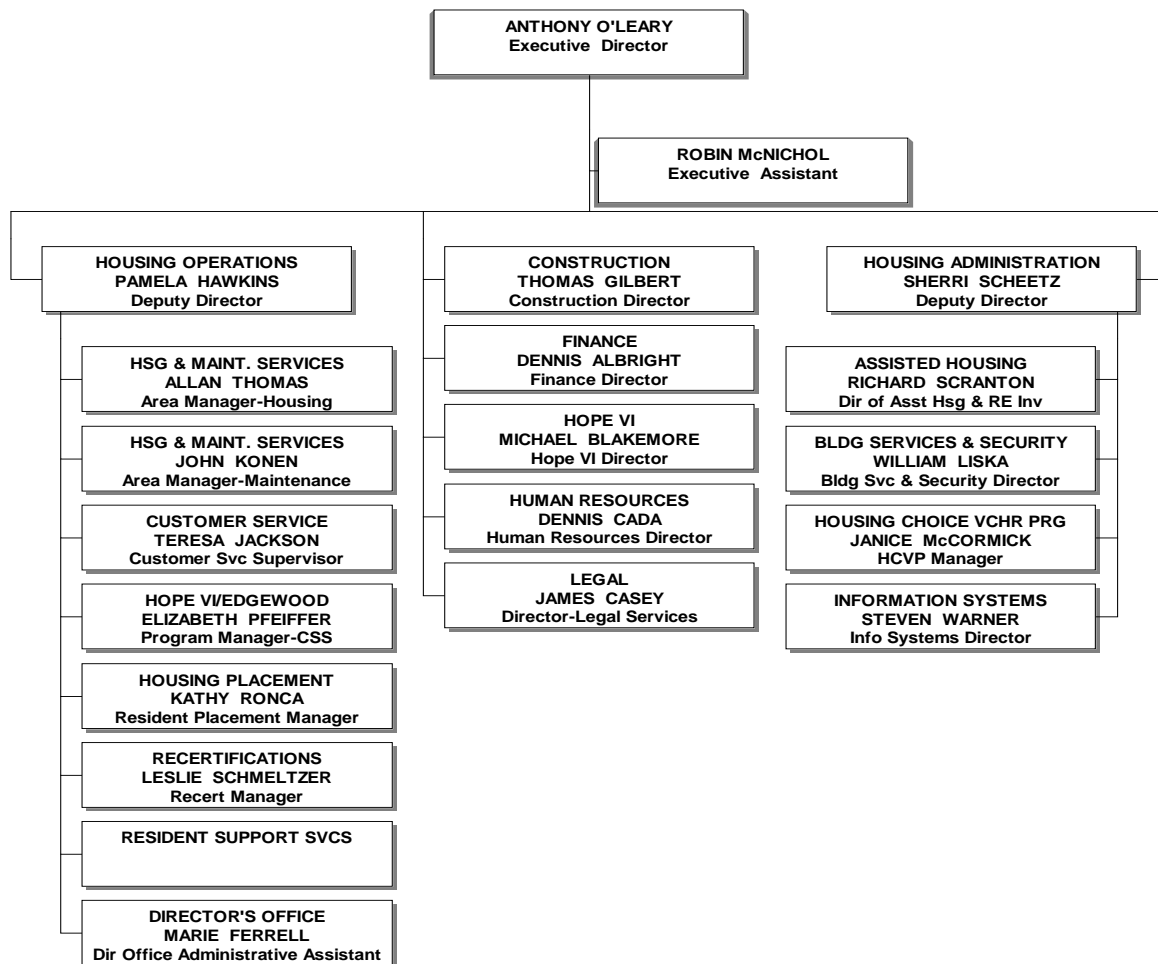 ANTHONY O'LEARY
Executive Director
ROBIN McNICHOL
Executive Assistant
HOUSING OPERATIONS
PAMELA HAWKINS
Deputy Director
HSG & MAINT. SERVICES
ALLAN THOMAS
Area Manager-Housing
HSG & MAINT. SERVICES
JOHN KONEN
Area Manager-Maintenance
CUSTOMER SERVICE
TERESA JACKSON
Customer Svc Supervisor
HOPE VI/EDGEWOOD
ELIZABETH PFEIFFER
Program Manager-CSS
HOUSING PLACEMENT
KATHY RONCA
Resident Placement Manager
RECERTIFICATIONS
LESLIE SCHMELTZER
Recert Manager
RESIDENT SUPPORT SVCS
DIRECTOR'S OFFICE
MARIE FERRELL
Dir Office Administrative Assistant
CONSTRUCTION
THOMAS GILBERT
Construction Director
FINANCE
DENNIS ALBRIGHT
Finance Director
HOPE VI
MICHAEL BLAKEMORE
Hope VI Director
HUMAN RESOURCES
DENNIS CADA
Human Resources Director
LEGAL
JAMES CASEY
Director-Legal Services
HOUSING ADMINISTRATION
SHERRI SCHEETZ
Deputy Director
ASSISTED HOUSING
RICHARD SCRANTON
Dir of Asst Hsg & RE Inv
BLDG SERVICES & SECURITY
WILLIAM LISKA
Bldg Svc & Security Director
HOUSING CHOICE VCHR PRG
JANICE McCORMICK
HCVP Manager
INFORMATION SYSTEMS
STEVEN WARNER
Info Systems Director